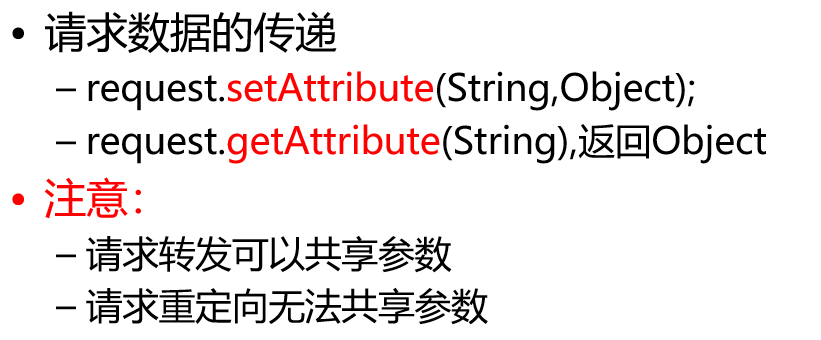 • 请求数据的传递
– request.setAttribute(String,Object);
– request.getAttribute(String),返回Object
• 注意：
– 请求转发可以共享参数
– 请求重定向无法共享参数